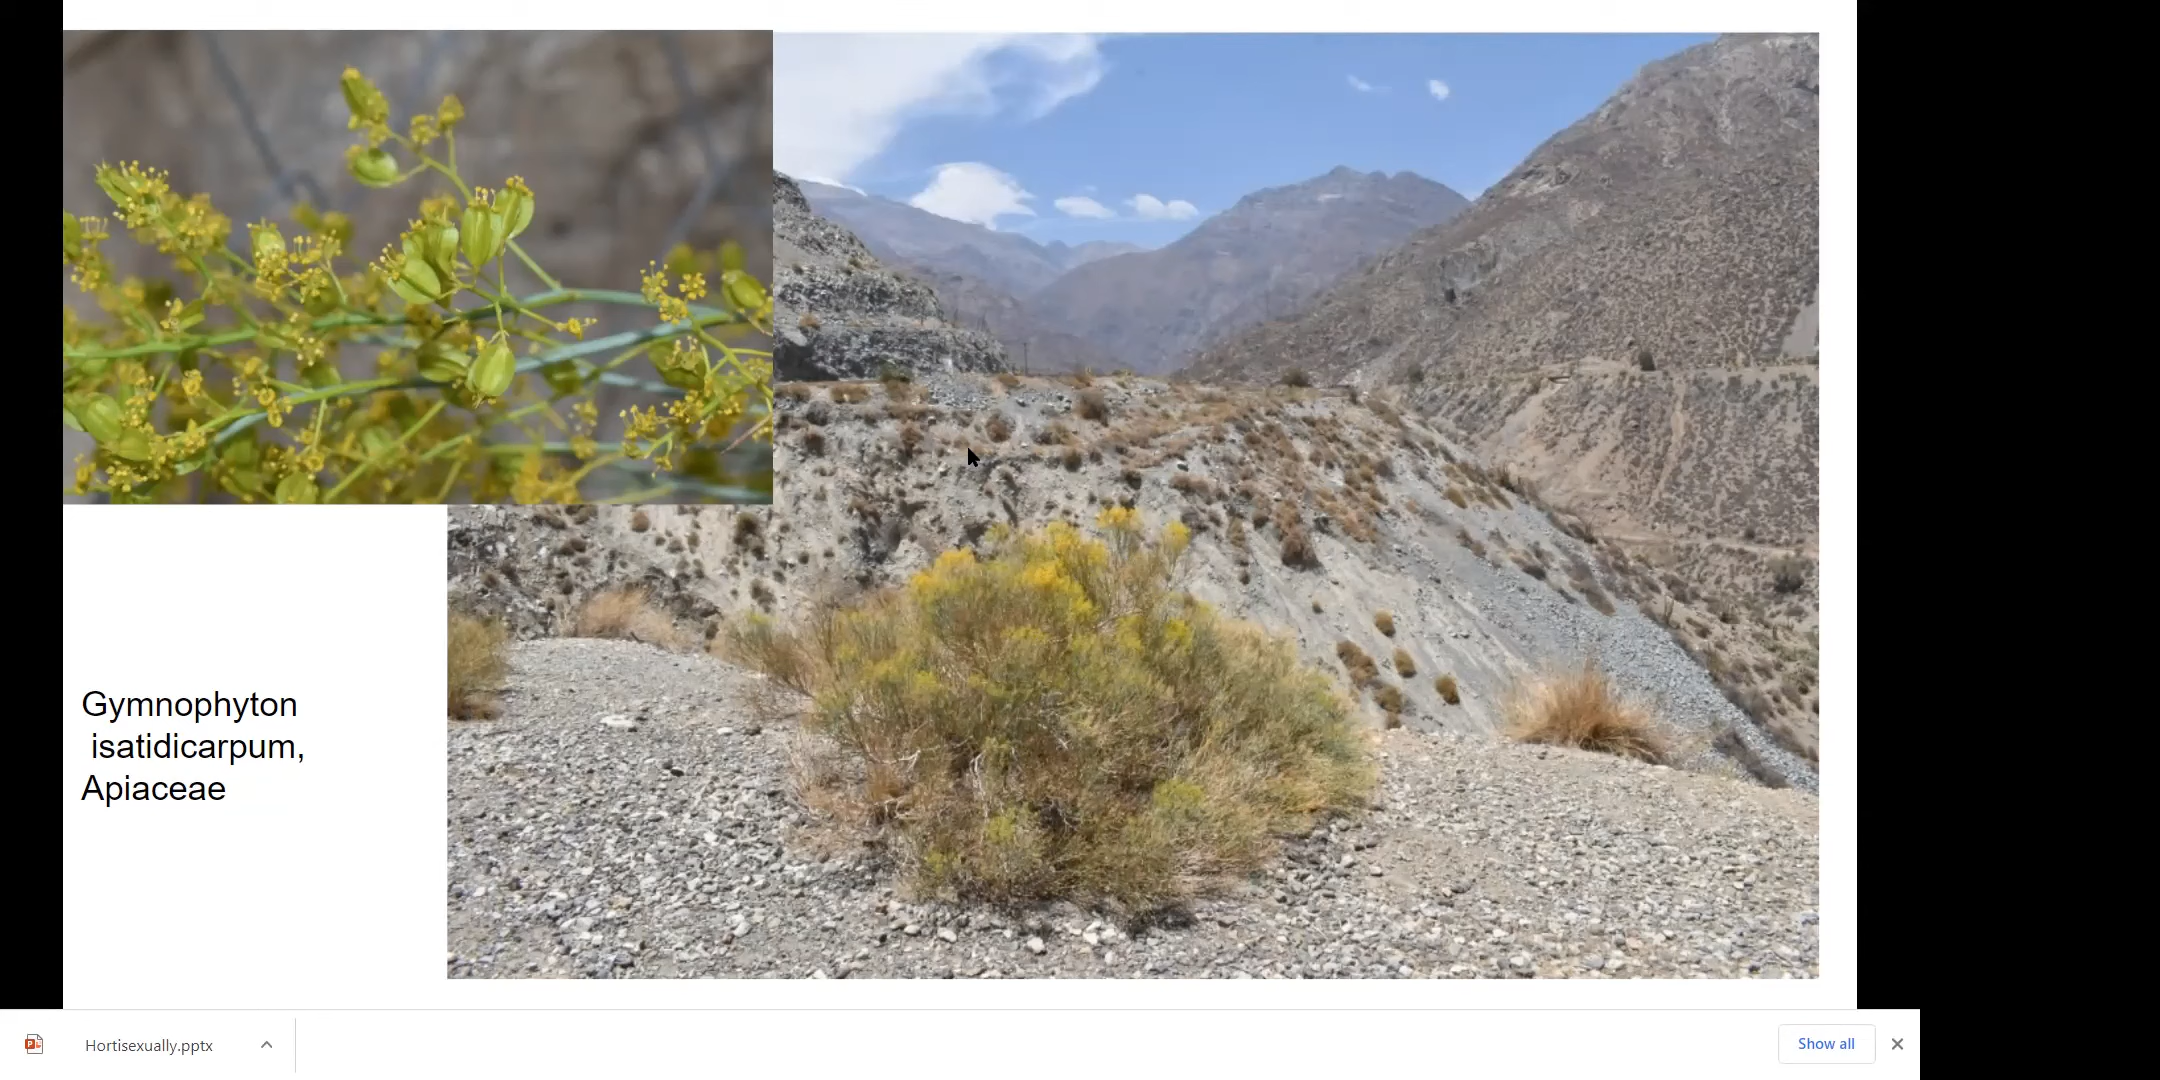 Gymnophyton
isatidicarpum,
Apiaceae
Hortisexually.pptx
Show all